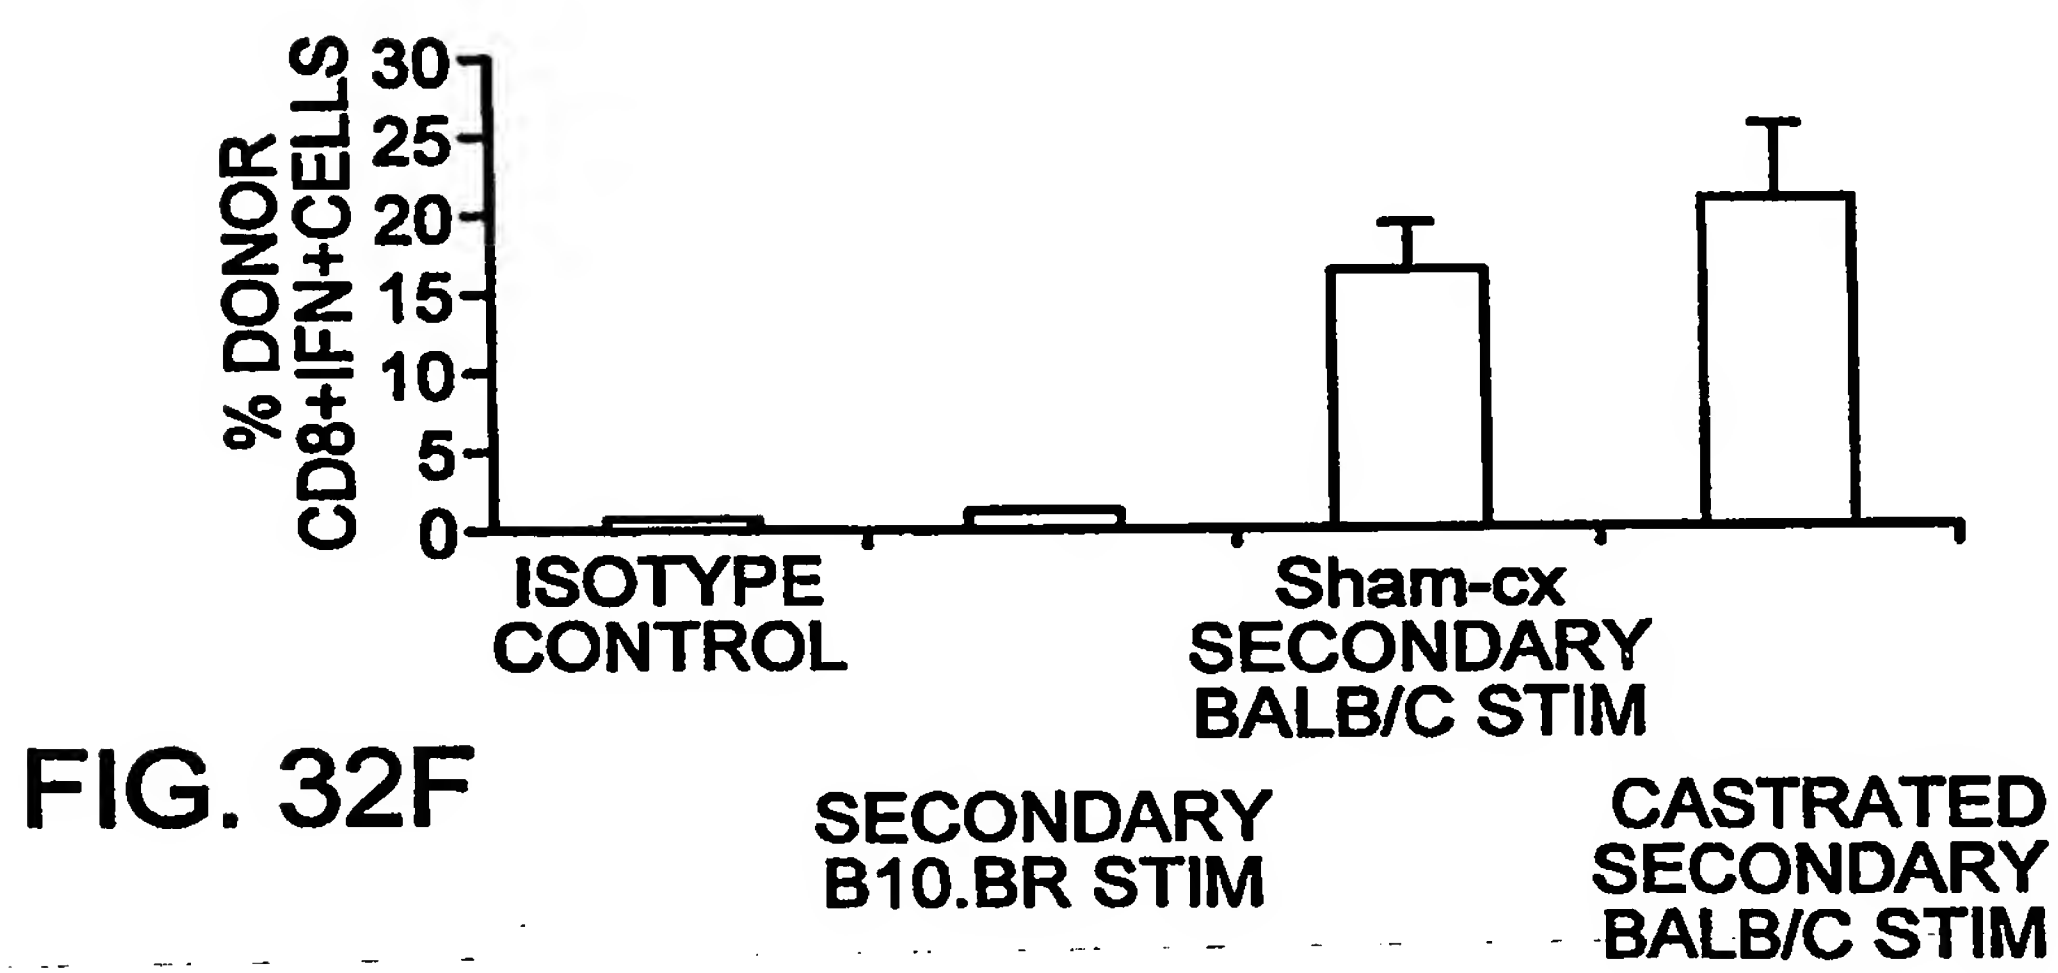 % DONOR
CD8+IFN+CELLS
30
25
20
15
10
5
0
ISOTYPE
CONTROL
SECONDARY
B10.BR STIM
Sham-cx
SECONDARY
BALB/C STIM
CASTRATED
SECONDARY
BALB/C STIM
FIG. 32F